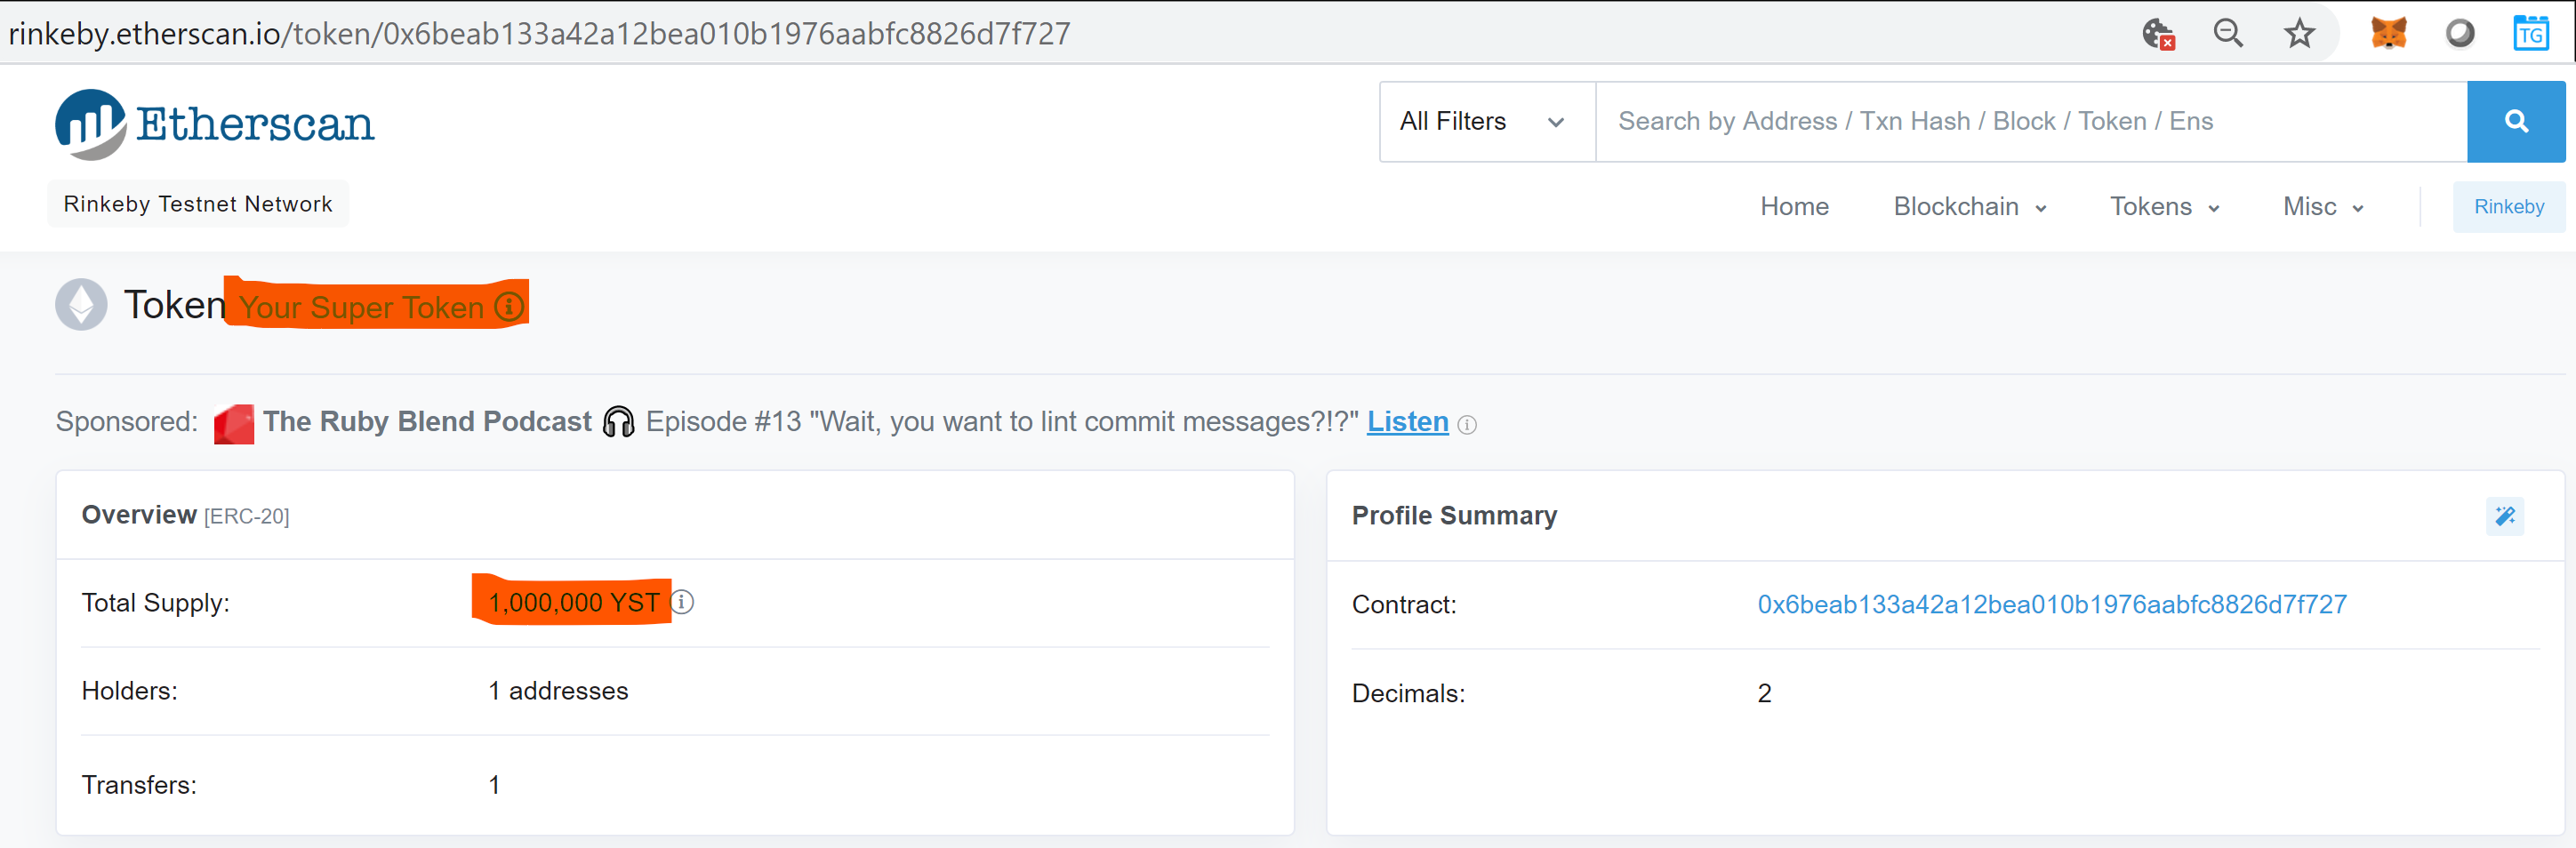 rinkeby.etherscan.io/token/0x6beab133a42a12bea010b1976aabfc8826d7f727
TG
Etherscan
All Filters
Search by Address / Txn Hash / Block / Token / Ens
Rinkeby Testnet Network
Home Blockchain Tokens Misc Rinkeby
Token Your Super Token
Sponsored: The Ruby Blend Podcast 🎧 Episode #13 "Wait, you want to lint commit messages?!?" Listen
Overview [ERC-20]
Total Supply: 1,000,000 YST
Holders: 1 addresses
Transfers: 1
Profile Summary
Contract: 0x6beab133a42a12bea010b1976aabfc8826d7f727
Decimals: 2